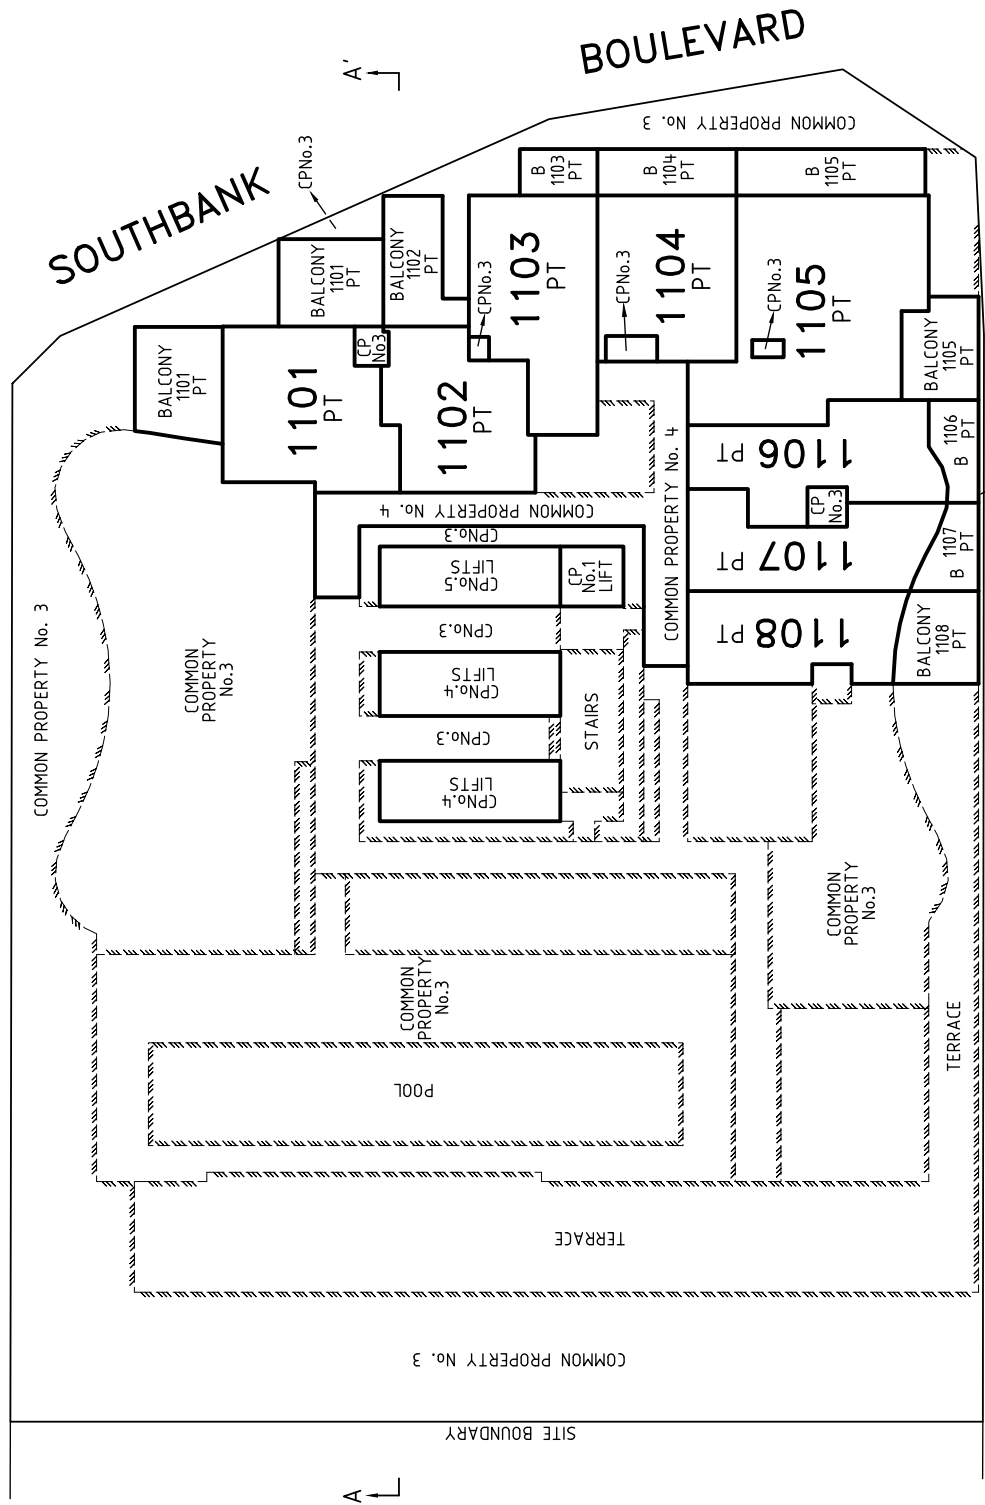 BOULEVARD
A'
SOUTHBANK
CPNo.3
COMMON PROPERTY No. 3
B
1103
PT
B
1104
PT
B
1105
PT
BALCONY
1101
PT
BALCONY
1102
PT
1103
PT
CPNo.3
1104
PT
CPNo.3
1105
PT
CPNo.3
BALCONY
1101
PT
CP
No3
1101
PT
1102
PT
BALCONY
1105
PT
1106 PT
B 1106
PT
CP
No.3
1107 PT
B 1107
PT
1108 PT
BALCONY
1108
PT
COMMON PROPERTY No. 4
COMMON PROPERTY No. 4
CPNo.3
CPNo.5
LIFTS
CP
No.1
LIFT
CPNo.3
CPNo.4
LIFTS
CPNo.3
CPNo.4
LIFTS
STAIRS
COMMON PROPERTY No. 3
COMMON
PROPERTY
No.3
COMMON
PROPERTY
No.3
COMMON
PROPERTY
No.3
POOL
TERRACE
TERRACE
COMMON PROPERTY No. 3
SITE BOUNDARY
A